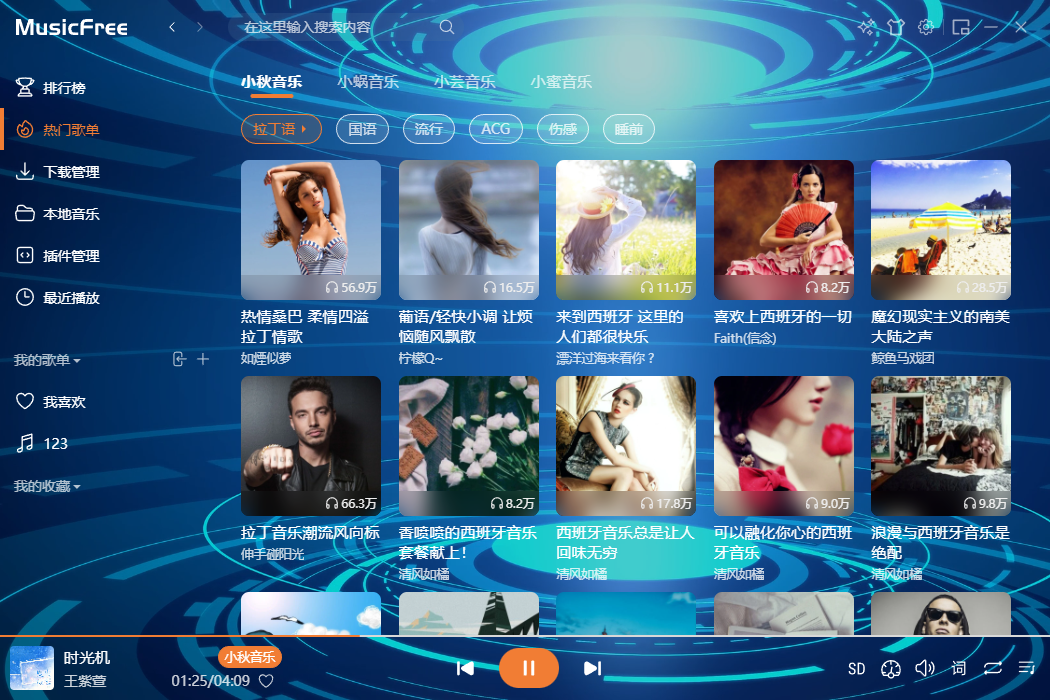 MusicFree
在这里输入搜索内容
小秋音乐 小蜗音乐 小芸音乐 小蜜音乐
拉丁语 国语 流行 ACG 伤感 睡前
排行榜
热门歌单
下载管理
本地音乐
插件管理
最近播放
我的歌单
我喜欢
123
我的收藏
56.9万 16.5万 11.1万 8.2万 28.5万
热情桑巴 柔情四溢
拉丁情歌
如煙似夢
葡语/轻快小调 让烦
恼随风飘散
柠檬Q~
来到西班牙 这里的
人们都很快乐
漂洋过海来看你？
喜欢上西班牙的一切
Faith(信念)
魔幻现实主义的南美
大陆之声
鲸鱼马戏团
66.3万 8.2万 17.8万 9.0万 9.8万
拉丁音乐潮流风向标
伸手碰阳光
香喷喷的西班牙音乐
套餐献上！
清风如橘
西班牙音乐总是让人
回味无穷
清风如橘
可以融化你心的西班
牙音乐
清风如橘
浪漫与西班牙音乐是
绝配
清风如橘
时光机
王紫萱
小秋音乐
01:25/04:09
SD
词